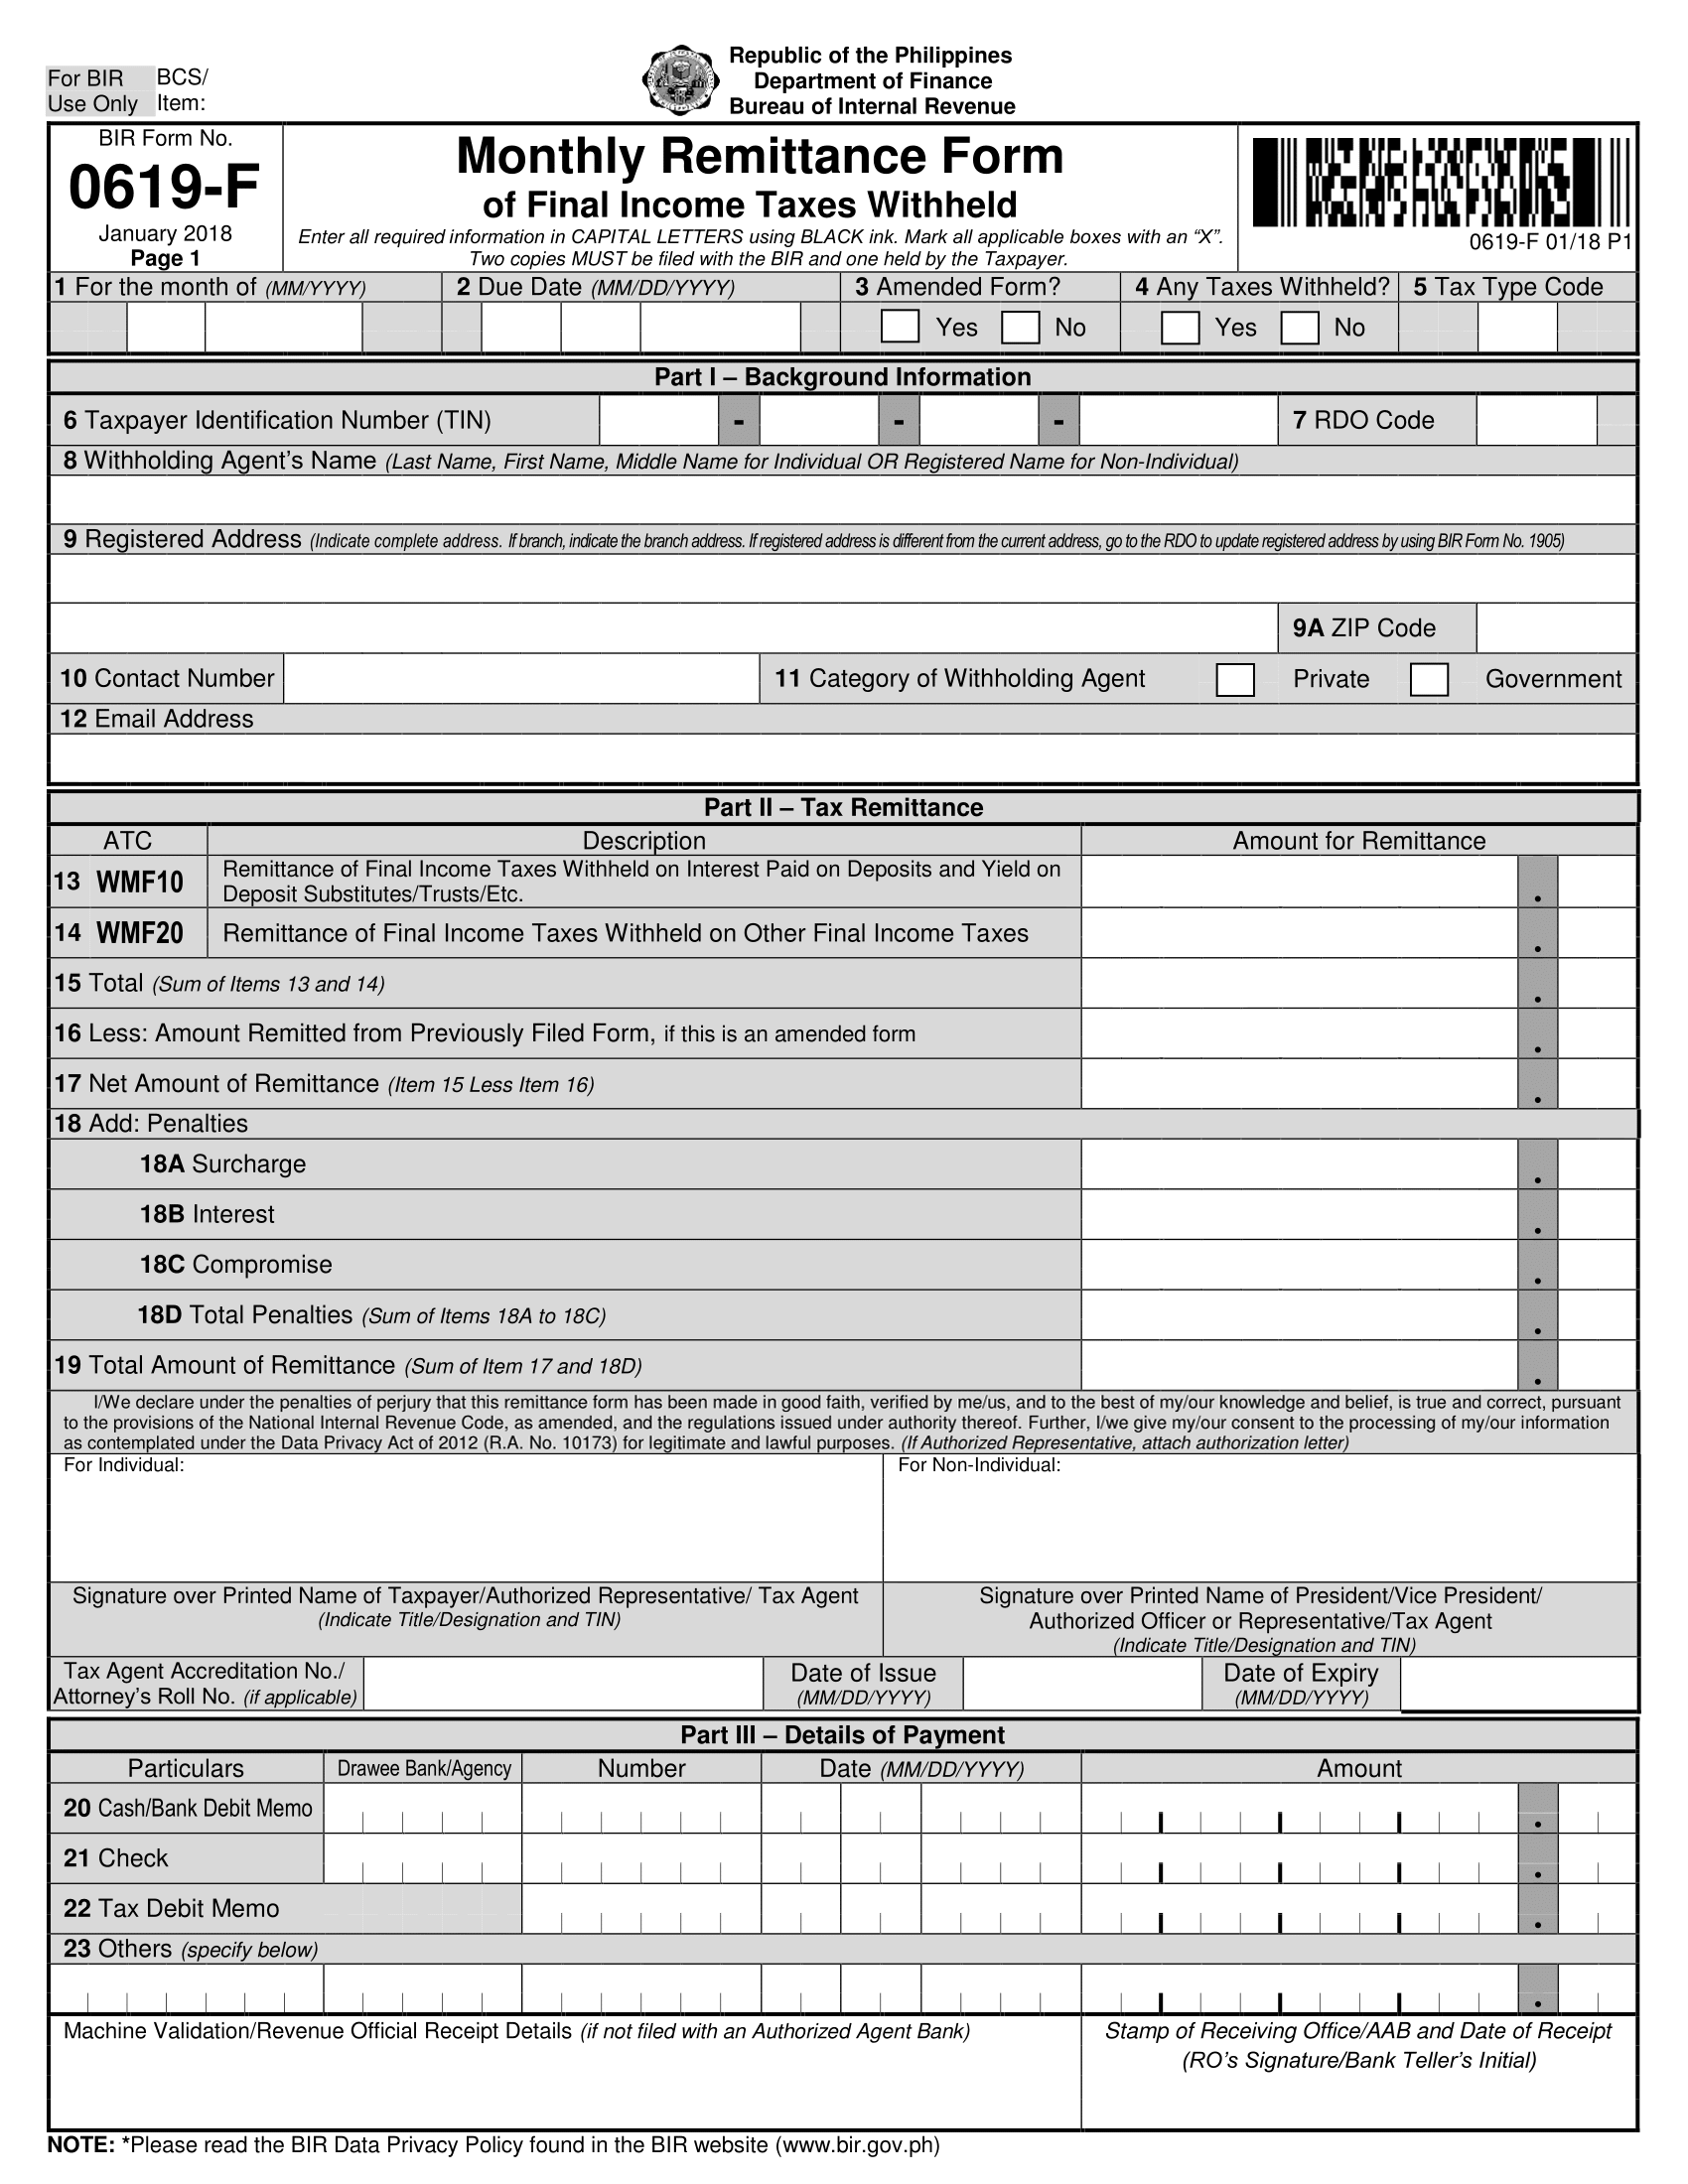 For BIR Use Only
BCS/ Item:
Republic of the Philippines
Department of Finance
Bureau of Internal Revenue
BIR Form No.
0619-F
January 2018
Page 1
Monthly Remittance Form
of Final Income Taxes Withheld
Enter all required information in CAPITAL LETTERS using BLACK ink. Mark all applicable boxes with an “X”.
Two copies MUST be filed with the BIR and one held by the Taxpayer.
0619-F 01/18 P1
1 For the month of (MM/YYYY)
2 Due Date (MM/DD/YYYY)
3 Amended Form?
4 Any Taxes Withheld?
5 Tax Type Code
Yes No
Yes No
Part I – Background Information
6 Taxpayer Identification Number (TIN) - - -
7 RDO Code
8 Withholding Agent’s Name (Last Name, First Name, Middle Name for Individual OR Registered Name for Non-Individual)
9 Registered Address (Indicate complete address. If branch, indicate the branch address. If registered address is different from the current address, go to the RDO to update registered address by using BIR Form No. 1905)
9A ZIP Code
10 Contact Number
11 Category of Withholding Agent Private Government
12 Email Address
Part II – Tax Remittance
ATC Description Amount for Remittance
13 WMF10 Remittance of Final Income Taxes Withheld on Interest Paid on Deposits and Yield on
Deposit Substitutes/Trusts/Etc. .
14 WMF20 Remittance of Final Income Taxes Withheld on Other Final Income Taxes .
15 Total (Sum of Items 13 and 14) .
16 Less: Amount Remitted from Previously Filed Form, if this is an amended form .
17 Net Amount of Remittance (Item 15 Less Item 16) .
18 Add: Penalties
18A Surcharge .
18B Interest .
18C Compromise .
18D Total Penalties (Sum of Items 18A to 18C) .
19 Total Amount of Remittance (Sum of Item 17 and 18D) .
I/We declare under the penalties of perjury that this remittance form has been made in good faith, verified by me/us, and to the best of my/our knowledge and belief, is true and correct, pursuant
to the provisions of the National Internal Revenue Code, as amended, and the regulations issued under authority thereof. Further, I/we give my/our consent to the processing of my/our information
as contemplated under the Data Privacy Act of 2012 (R.A. No. 10173) for legitimate and lawful purposes. (If Authorized Representative, attach authorization letter)
For Individual:
For Non-Individual:
Signature over Printed Name of Taxpayer/Authorized Representative/ Tax Agent
(Indicate Title/Designation and TIN)
Signature over Printed Name of President/Vice President/
Authorized Officer or Representative/Tax Agent
(Indicate Title/Designation and TIN)
Tax Agent Accreditation No./
Attorney’s Roll No. (if applicable)
Date of Issue
(MM/DD/YYYY)
Date of Expiry
(MM/DD/YYYY)
Part III – Details of Payment
Particulars Drawee Bank/Agency Number Date (MM/DD/YYYY) Amount
20 Cash/Bank Debit Memo .
21 Check .
22 Tax Debit Memo .
23 Others (specify below)
.
Machine Validation/Revenue Official Receipt Details (if not filed with an Authorized Agent Bank)
Stamp of Receiving Office/AAB and Date of Receipt
(RO’s Signature/Bank Teller’s Initial)
NOTE: *Please read the BIR Data Privacy Policy found in the BIR website (www.bir.gov.ph)